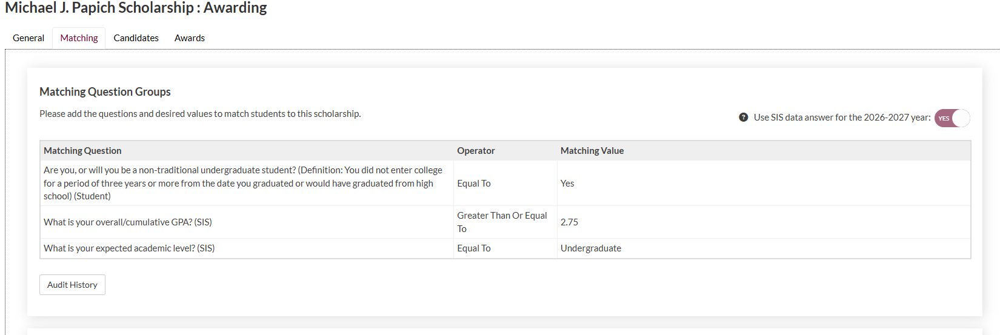 Michael J. Papich Scholarship : Awarding
General Matching Candidates Awards
Matching Question Groups
Please add the questions and desired values to match students to this scholarship.
? Use SIS data answer for the 2026-2027 year: YES
Matching Question Operator Matching Value
Are you, or will you be a non-traditional undergraduate student? (Definition: You did not enter college
for a period of three years or more from the date you graduated or would have graduated from high
school) (Student)
Equal To
Yes
What is your overall/cumulative GPA? (SIS)
Greater Than Or Equal
To
2.75
What is your expected academic level? (SIS) Equal To Undergraduate
Audit History